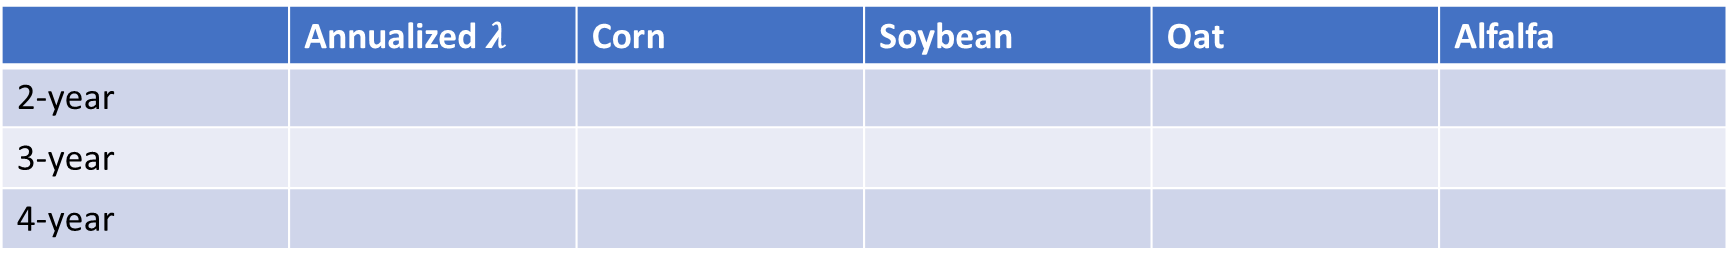 Annualized λ Corn Soybean Oat Alfalfa
2-year
3-year
4-year